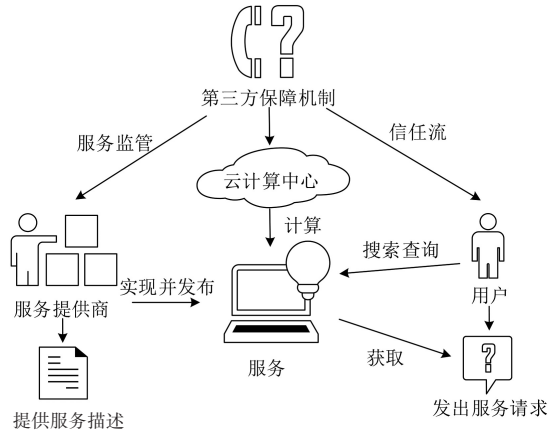 第三方保障机制
服务监管
信任流
云计算中心
计算
搜索查询
实现并发布
服务提供商
用户
服务
获取
提供服务描述
发出服务请求